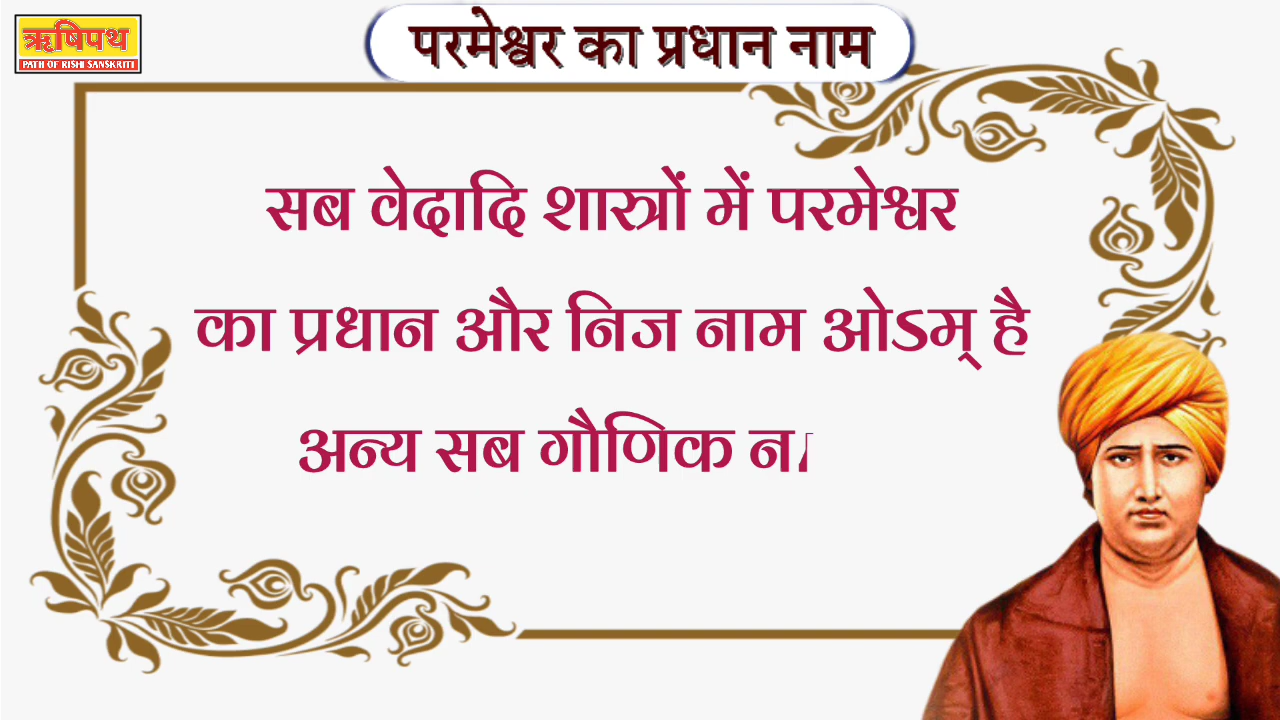 ऋषिपथ
PATH OF RISHI SANSKRITI
परमेश्वर का प्रधान नाम
सब वेदादि शास्त्रों में परमेश्वर
का प्रधान और निज नाम ओऽम् है
अन्य सब गौणिक